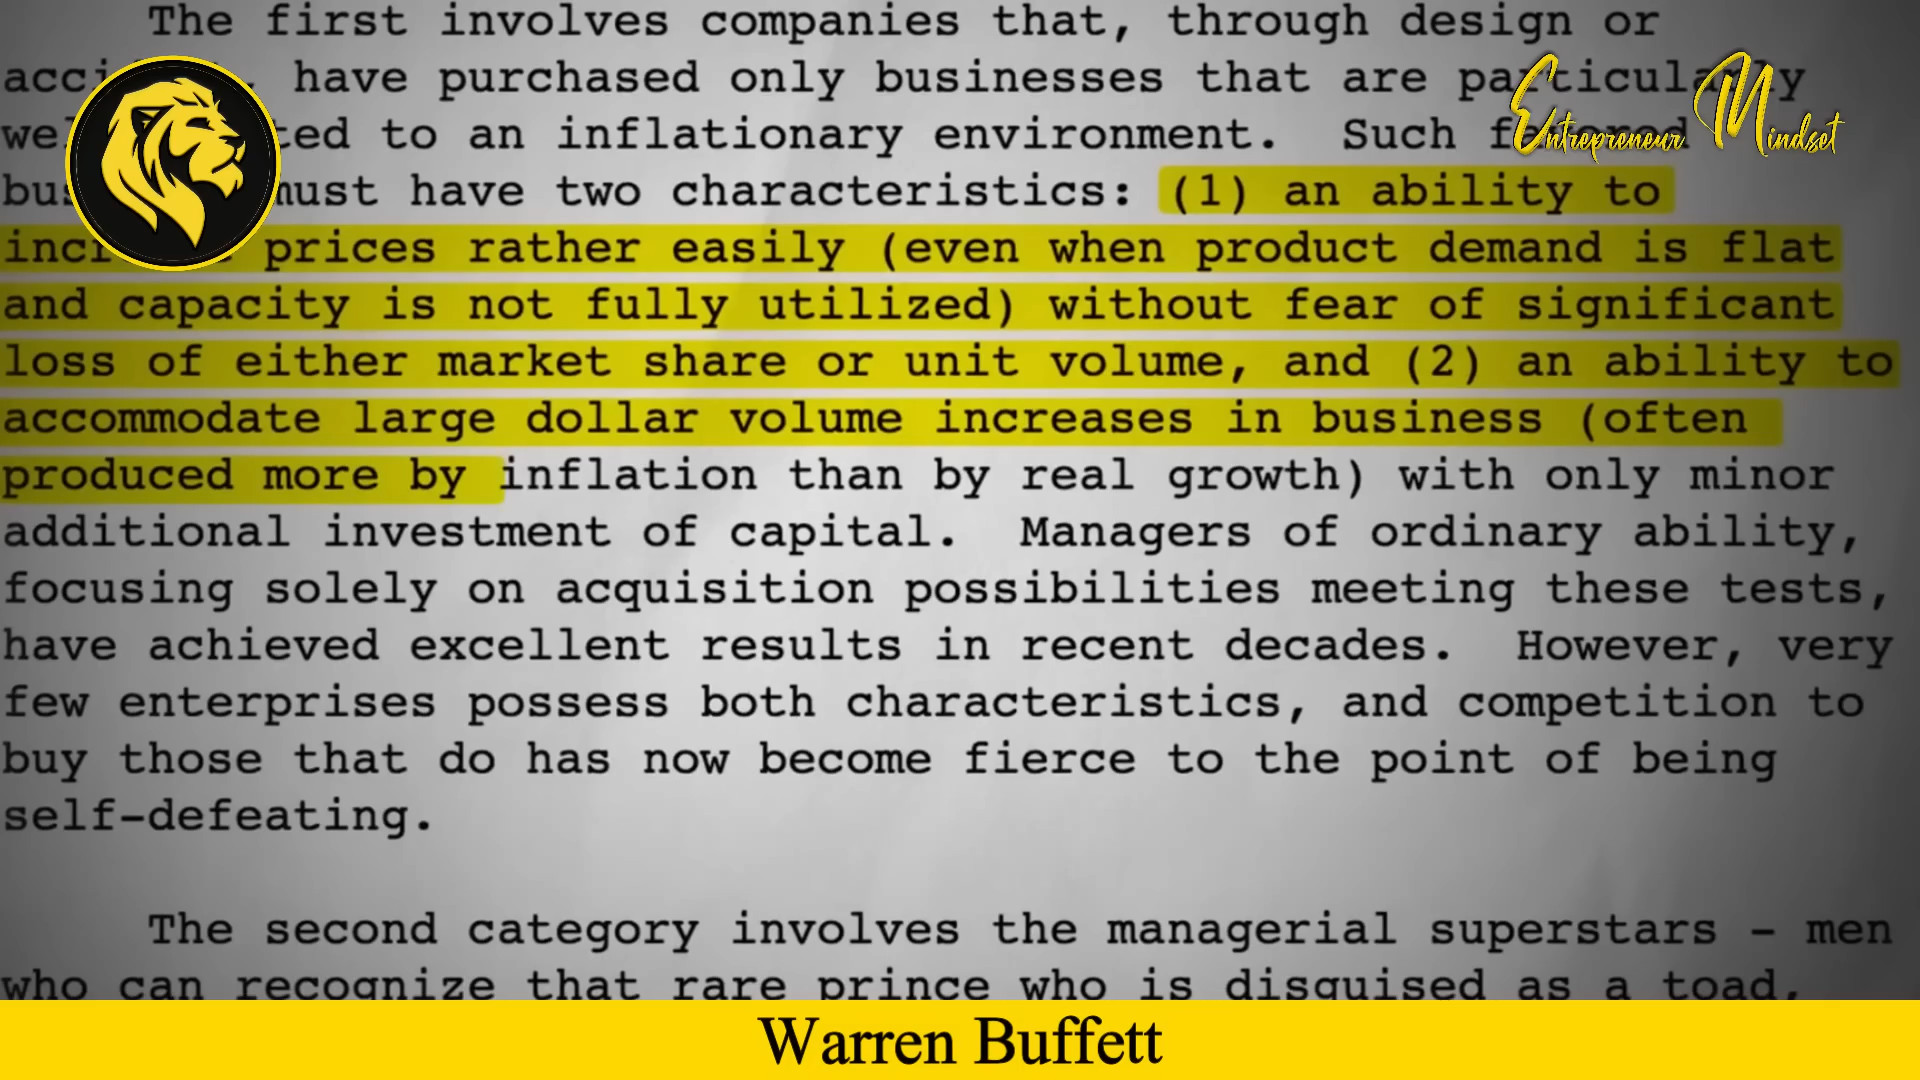 The first involves companies that, through design or
have purchased only businesses that are particularly
to an inflationary environment. Such
must have two characteristics: (1) an ability to
prices rather easily (even when product demand is flat
and capacity is not fully utilized) without fear of significant
loss of either market share or unit volume, and (2) an ability to
accommodate large dollar volume increases in business (often
produced more by inflation than by real growth) with only minor
additional investment of capital. Managers of ordinary ability,
focusing solely on acquisition possibilities meeting these tests,
have achieved excellent results in recent decades. However, very
few enterprises possess both characteristics, and competition to
buy those that do has now become fierce to the point of being
self-defeating.
The second category involves the managerial superstars - men
who can recognize that rare prince who is disguised as a toad,
Entrepreneur Mindset
Warren Buffett